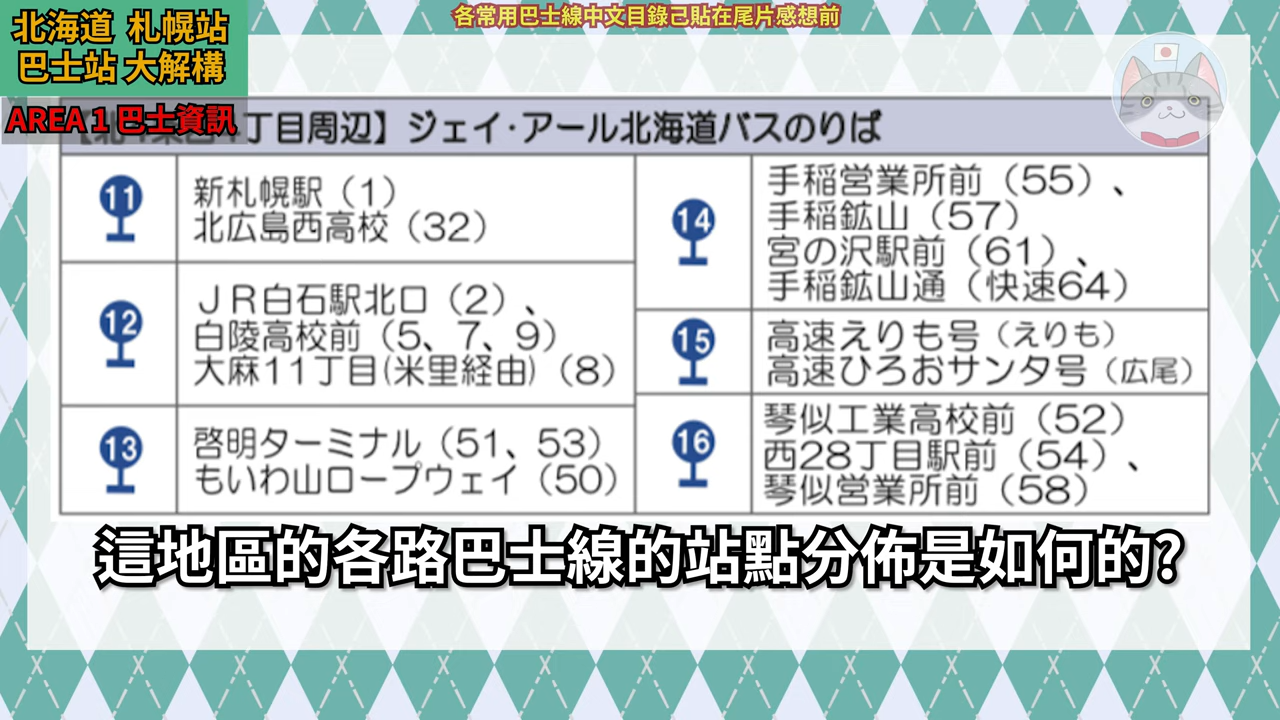 各常用巴士線中文目錄己貼在尾片感想前
北海道 札幌站
巴士站 大解構
AREA 1 巴士資訊
丁目周辺】ジェイ・アール北海道バスのりば
11
新札幌駅（1）
北広島西高校（32）
12
JR白石駅北口（2）、
白陵高校前（5、7、9）
大麻11丁目(米里経由)（8）
13
啓明ターミナル（51、53）
もいわ山ロープウェイ（50）
14
手稲営業所前（55）、
手稲鉱山（57）
宮の沢駅前（61）、
手稲鉱山通（快速64）
15
高速えりも号（えりも）
高速ひろおサンタ号（広尾）
16
琴似工業高校前（52）
西28丁目駅前（54）、
琴似営業所前（58）
這地區的各路巴士線的站點分佈是如何的?